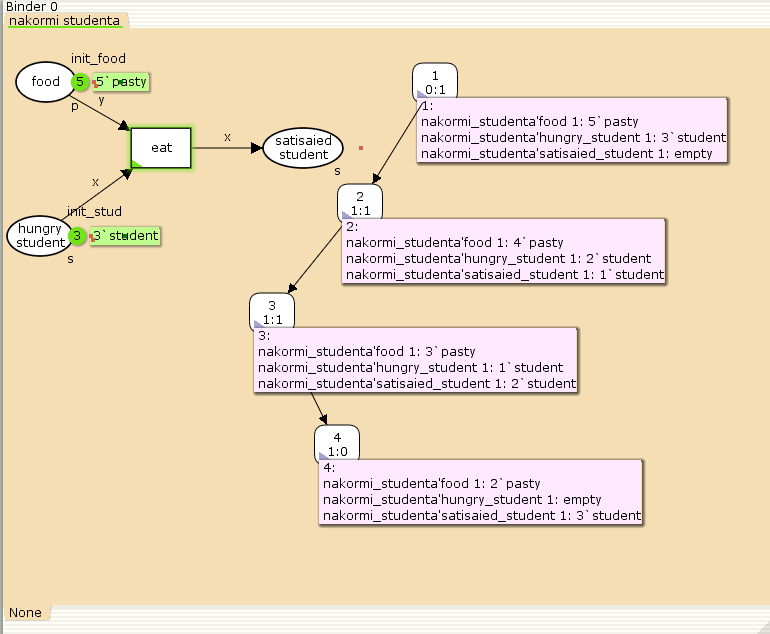 Binder 0
nakormi studenta
init_food
food
5
5`pasty
p
y
eat
x
satisaied
student
s
x
init_stud
hungry
student
3
3`student
s
1
0:1
1:
nakormi_studenta'food 1: 5`pasty
nakormi_studenta'hungry_student 1: 3`student
nakormi_studenta'satisaied_student 1: empty
2
1:1
2:
nakormi_studenta'food 1: 4`pasty
nakormi_studenta'hungry_student 1: 2`student
nakormi_studenta'satisaied_student 1: 1`student
3
1:1
3:
nakormi_studenta'food 1: 3`pasty
nakormi_studenta'hungry_student 1: 1`student
nakormi_studenta'satisaied_student 1: 2`student
4
1:0
4:
nakormi_studenta'food 1: 2`pasty
nakormi_studenta'hungry_student 1: empty
nakormi_studenta'satisaied_student 1: 3`student
None